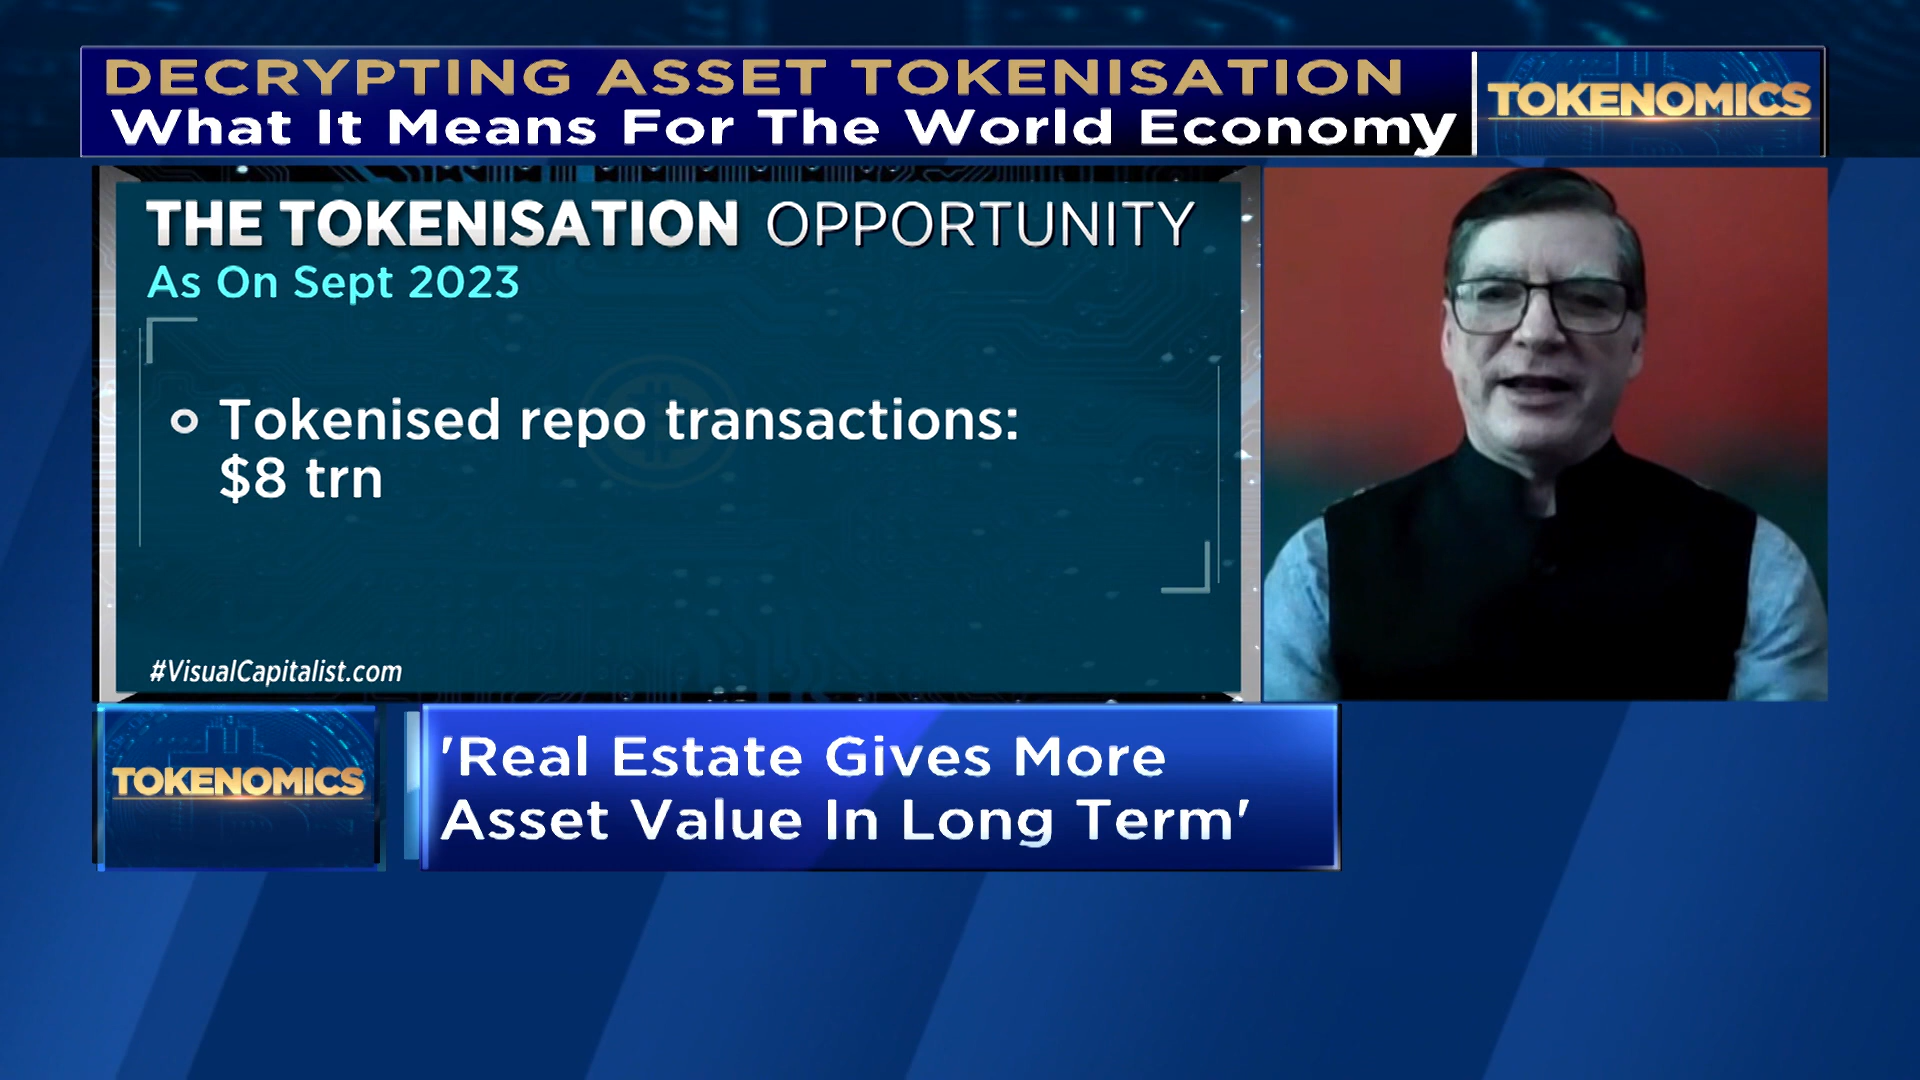 DECRYPTING ASSET TOKENISATION
What It Means For The World Economy
TOKENOMICS
THE TOKENISATION OPPORTUNITY
As On Sept 2023
Tokenised repo transactions:
$8 trn
#VisualCapitalist.com
TOKENOMICS
'Real Estate Gives More
Asset Value In Long Term'